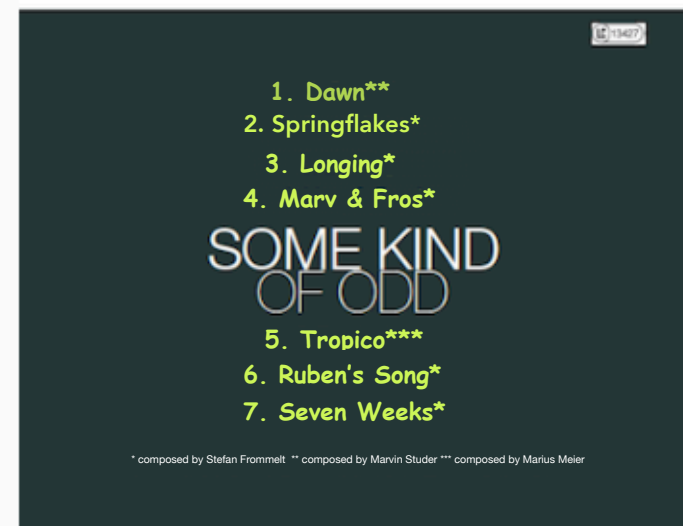 13427
1. Dawn**
2. Springflakes*
3. Longing*
4. Marv & Fros*
SOME KIND
OF ODD
5. Tropico***
6. Ruben's Song*
7. Seven Weeks*
* composed by Stefan Frommelt ** composed by Marvin Studer *** composed by Marius Meier